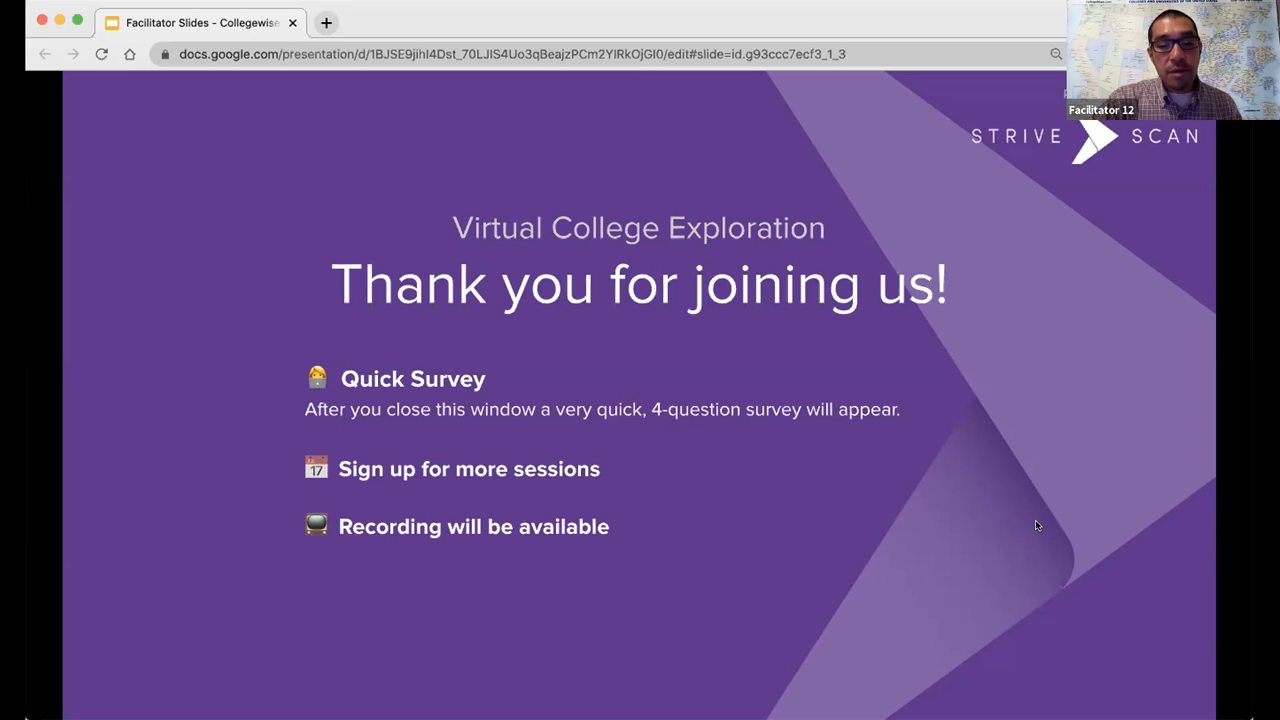 Facilitator Slides - Collegewise
docs.google.com/presentation/d/1BJSE9jihI4Dst_70LJIS4Uo3qBeajzPCm2YlRkOjGI0/edit#slide=id.g93ccc7ecf3_1_3
Facilitator 12
STRIVE SCAN
Virtual College Exploration
Thank you for joining us!
Quick Survey
After you close this window a very quick, 4-question survey will appear.
17 Sign up for more sessions
Recording will be available